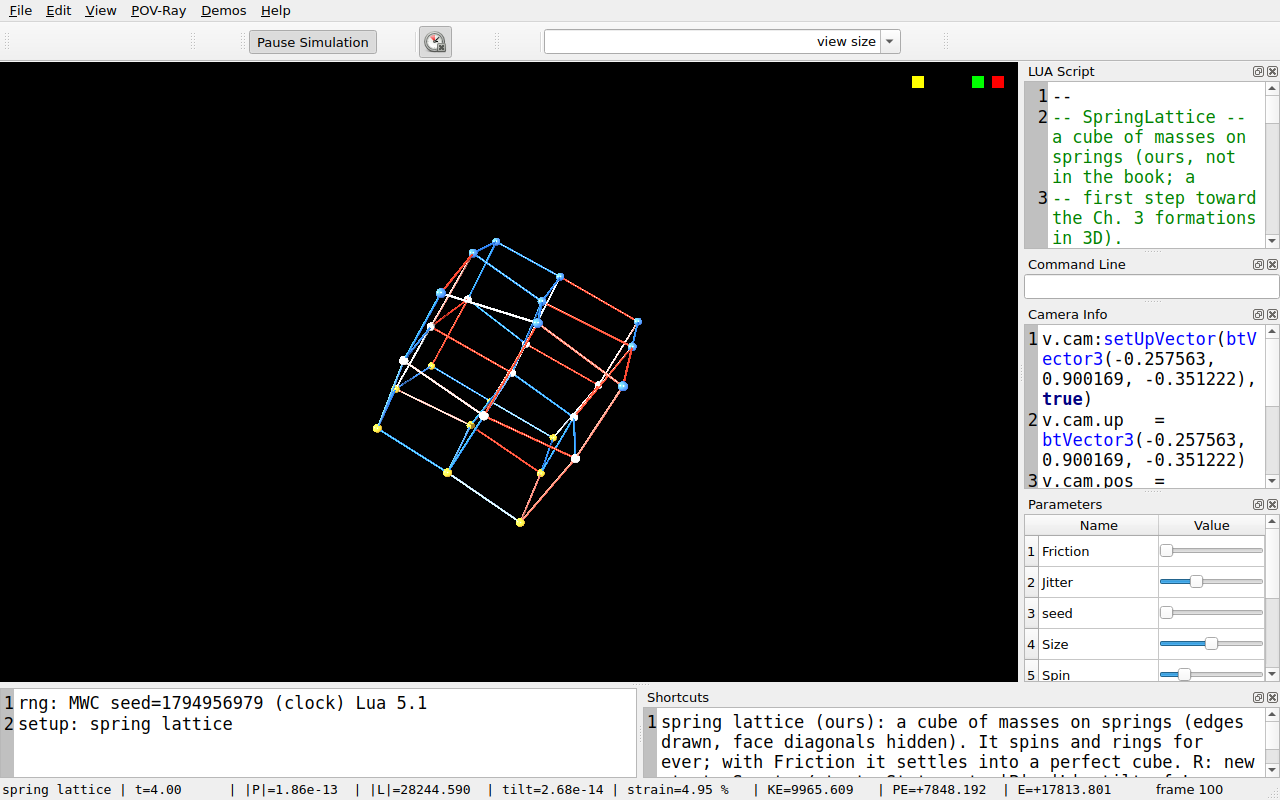 File Edit View POV-Ray Demos Help
Pause Simulation
view size
LUA Script
1 --
2 -- SpringLattice --
a cube of masses on
springs (ours, not
in the book; a
3 -- first step toward
the Ch. 3 formations
in 3D).
Command Line
Camera Info
1 v.cam:setUpVector(btV
ector3(-0.257563,
0.900169, -0.351222),
true)
2 v.cam.up   =
btVector3(-0.257563,
0.900169, -0.351222)
3 v.cam.pos  =
Parameters
Name Value
1 Friction
2 Jitter
3 seed
4 Size
5 Spin
1 rng: MWC seed=1794956979 (clock) Lua 5.1
2 setup: spring lattice
Shortcuts
1 spring lattice (ours): a cube of masses on springs (edges
drawn, face diagonals hidden). It spins and rings for
ever; with Friction it settles into a perfect cube. R: new
spring lattice | t=4.00 | |P|=1.86e-13 | |L|=28244.590 | tilt=2.68e-14 | strain=4.95 % | KE=9965.609 | PE=+7848.192 | E=+17813.801 frame 100